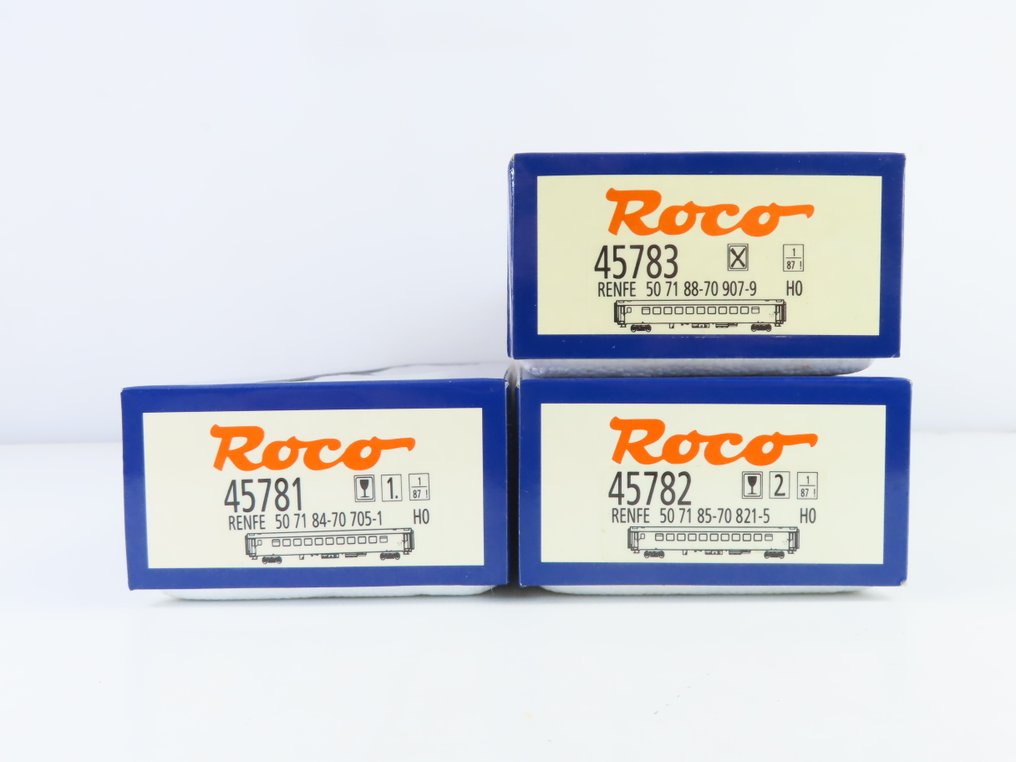 Roco
45783 1
87 !
RENFE 50 71 88-70 907-9 H0
Roco
45781 1. 1
87 !
RENFE 50 71 84-70 705-1 H0
Roco
45782 2 1
87 !
RENFE 50 71 85-70 821-5 H0